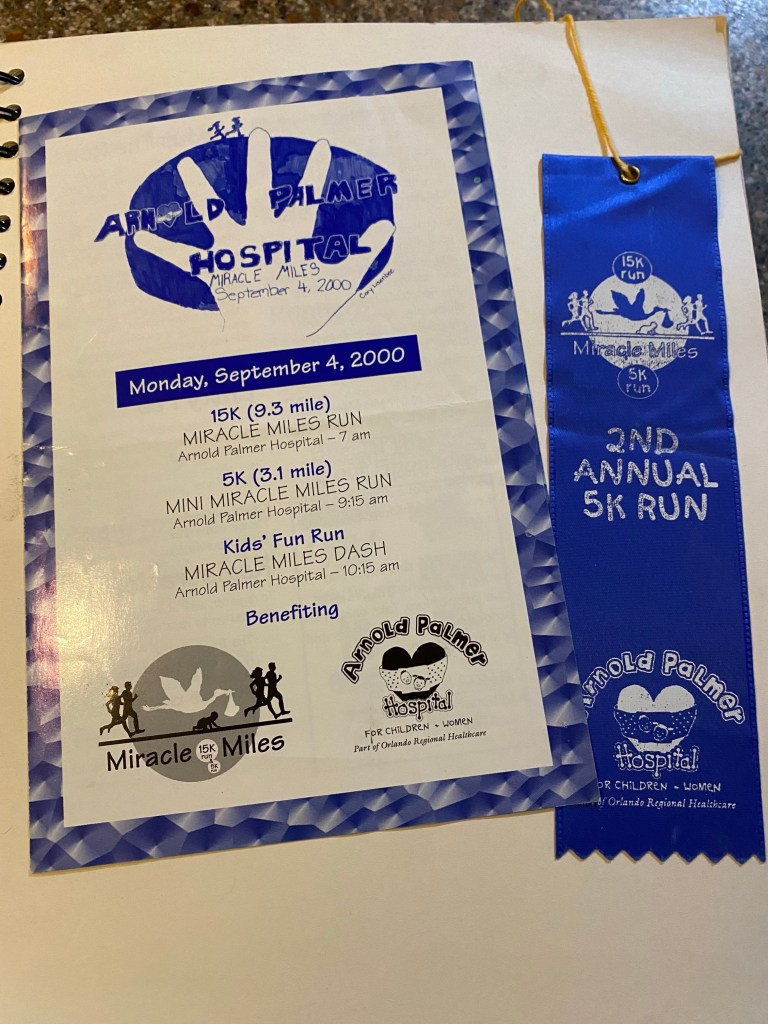 ARNOLD PALMER
HOSPITAL
MIRACLE MILES
September 4, 2000
Monday, September 4, 2000
15K (9.3 mile)
MIRACLE MILES RUN
Arnold Palmer Hospital – 7 am
5K (3.1 mile)
MINI MIRACLE MILES RUN
Arnold Palmer Hospital – 9:15 am
Kids' Fun Run
MIRACLE MILES DASH
Arnold Palmer Hospital – 10:15 am
Benefiting
Miracle 15K run & 5K Miles
Arnold Palmer
Hospital
FOR CHILDREN - WOMEN
Part of Orlando Regional Healthcare
15K
run
Miracle Miles
5K
run
2ND
ANNUAL
5K RUN
Arnold Palmer
Hospital
OR CHILDREN - WOMEN
of Orlando Regional Healthcare